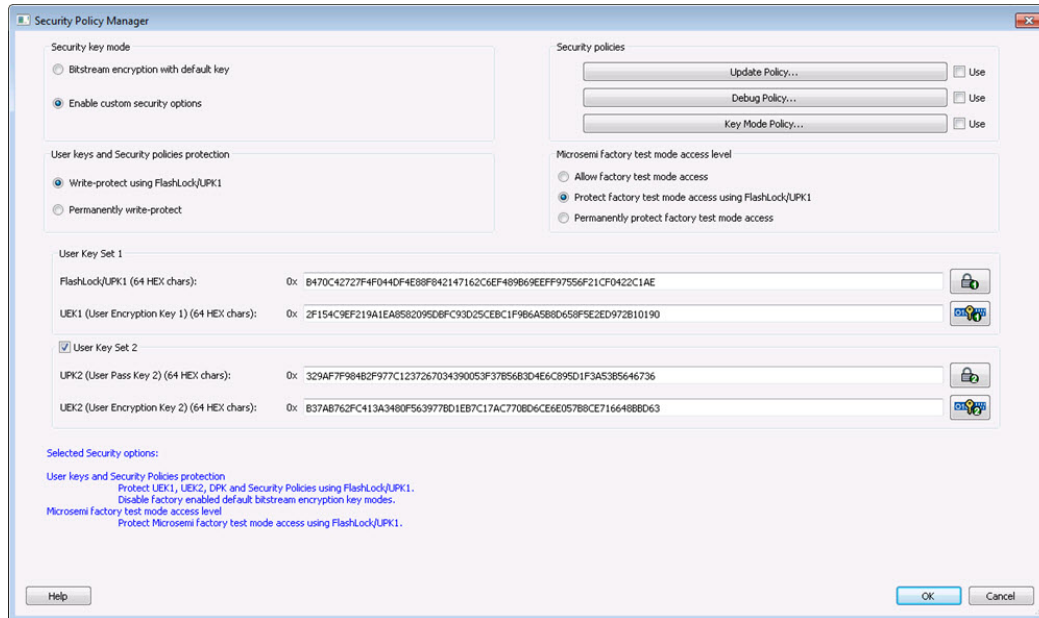 Security Policy Manager
Security key mode
Bitstream encryption with default key
Enable custom security options
Security policies
Update Policy...
Use
Debug Policy...
Use
Key Mode Policy...
Use
User keys and Security policies protection
Write-protect using FlashLock/UPK1
Permanently write-protect
Microsemi factory test mode access level
Allow factory test mode access
Protect factory test mode access using FlashLock/UPK1
Permanently protect factory test mode access
User Key Set 1
FlashLock/UPK1 (64 HEX chars): 0x B470C42727F4F044DF4E88F842147162C6EF489B69EEFF97556F21CF0422C1AE
UEK1 (User Encryption Key 1) (64 HEX chars): 0x 2F154C9EF219A1EA8582095DBFC93D25CEBC1F9B6A5B8D658F5E2ED972B10190
User Key Set 2
UPK2 (User Pass Key 2) (64 HEX chars): 0x 329AF7F984B2F977C1237267034390053F37B56B3D4E6C895D1F3A53B5646736
UEK2 (User Encryption Key 2) (64 HEX chars): 0x B37AB762FC413A3480F563977BD1EB7C17AC770BD6CE6E057B8CE716648BBD63
Selected Security options:
User keys and Security Policies protection
Protect UEK1, UEK2, DPK and Security Policies using FlashLock/UPK1.
Disable factory enabled default bitstream encryption key modes.
Microsemi factory test mode access level
Protect Microsemi factory test mode access using FlashLock/UPK1.
Help
OK
Cancel